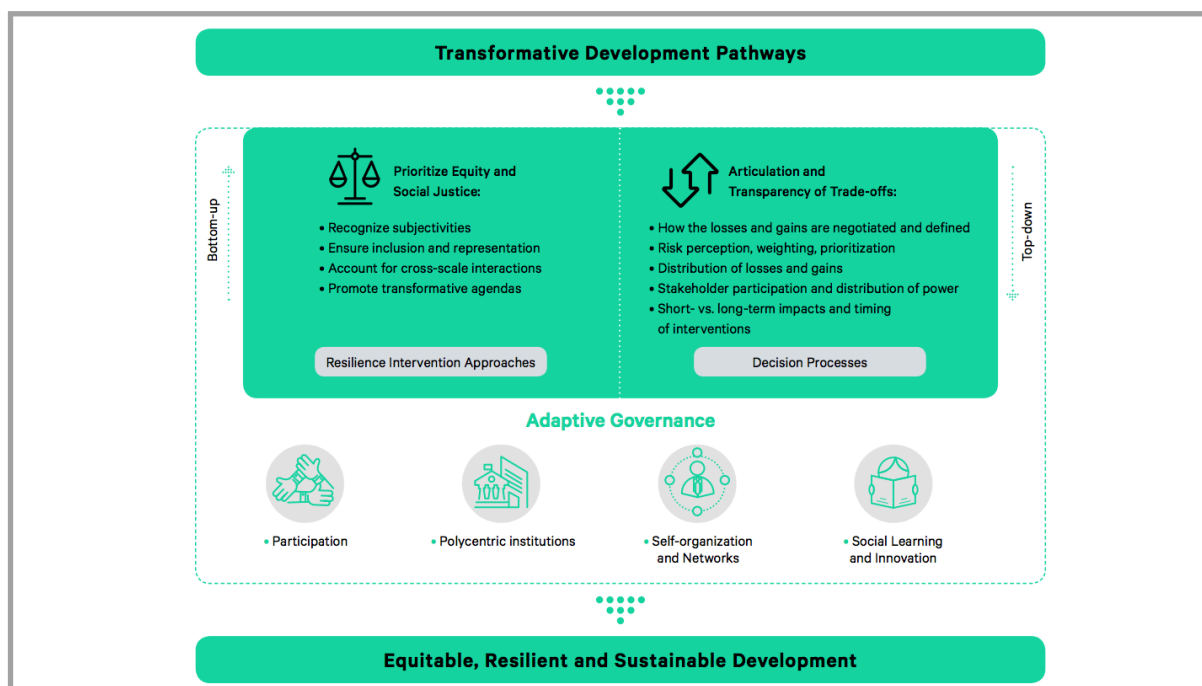 Transformative Development Pathways
Bottom-up
Prioritize Equity and
Social Justice:
• Recognize subjectivities
• Ensure inclusion and representation
• Account for cross-scale interactions
• Promote transformative agendas
Resilience Intervention Approaches
Articulation and
Transparency of Trade-offs:
• How the losses and gains are negotiated and defined
• Risk perception, weighting, prioritization
• Distribution of losses and gains
• Stakeholder participation and distribution of power
• Short- vs. long-term impacts and timing
of interventions
Decision Processes
Top-down
Adaptive Governance
• Participation
• Polycentric institutions
• Self-organization
and Networks
• Social Learning
and Innovation
Equitable, Resilient and Sustainable Development